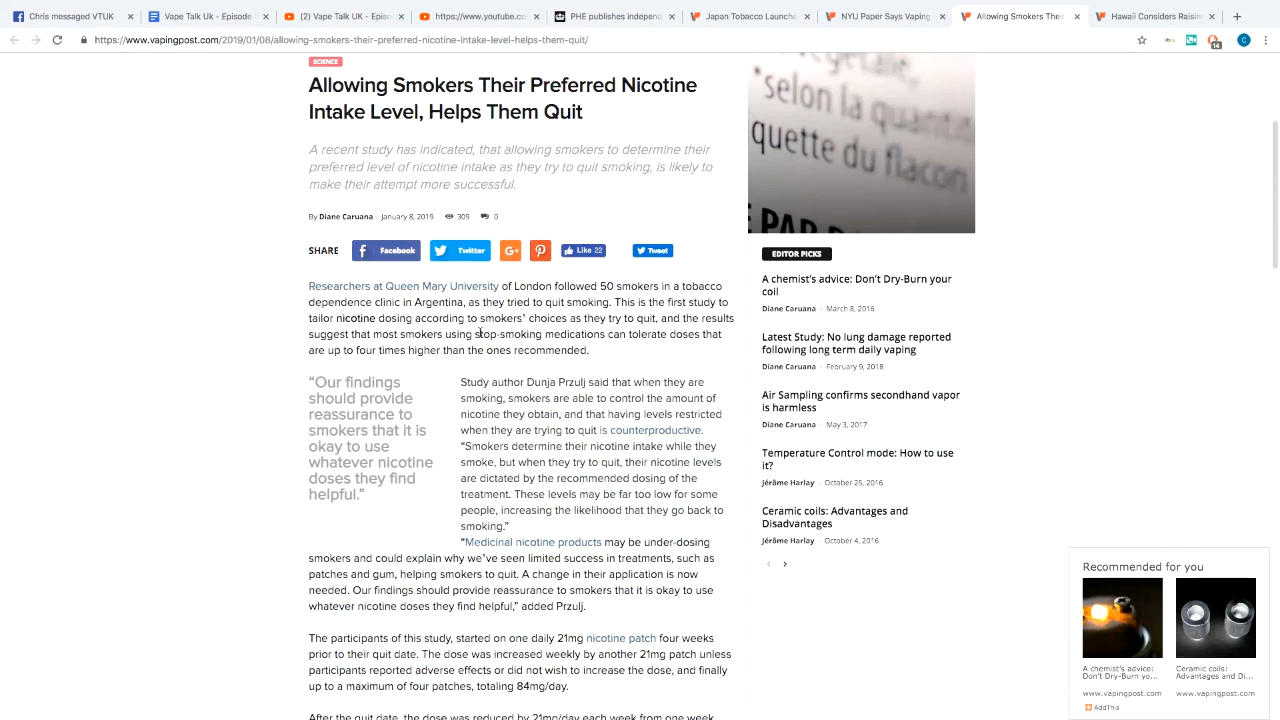 Chris messaged VTUK
Vape Talk Uk - Episode
(2) Vape Talk UK - Episo
https://www.youtube.co
PHE publishes independ
Japan Tobacco Launche
NYU Paper Says Vaping
Allowing Smokers Thei
Hawaii Considers Raisin
https://www.vapingpost.com/2019/01/08/allowing-smokers-their-preferred-nicotine-intake-level-helps-them-quit/
14
C
SCIENCE
Allowing Smokers Their Preferred Nicotine
Intake Level, Helps Them Quit
A recent study has indicated, that allowing smokers to determine their
preferred level of nicotine intake as they try to quit smoking, is likely to
make their attempt more successful.
By Diane Caruana - January 8, 2019 309 0
SHARE Facebook Twitter G+ Like 22 Tweet
Researchers at Queen Mary University of London followed 50 smokers in a tobacco
dependence clinic in Argentina, as they tried to quit smoking. This is the first study to
tailor nicotine dosing according to smokers’ choices as they try to quit, and the results
suggest that most smokers using stop-smoking medications can tolerate doses that
are up to four times higher than the ones recommended.
“Our findings
should provide
reassurance to
smokers that it is
okay to use
whatever nicotine
doses they find
helpful.”
Study author Dunja Przulj said that when they are
smoking, smokers are able to control the amount of
nicotine they obtain, and that having levels restricted
when they are trying to quit is counterproductive.
“Smokers determine their nicotine intake while they
smoke, but when they try to quit, their nicotine levels
are dictated by the recommended dosing of the
treatment. These levels may be far too low for some
people, increasing the likelihood that they go back to
smoking.”
“Medicinal nicotine products may be under-dosing
smokers and could explain why we’ve seen limited success in treatments, such as
patches and gum, helping smokers to quit. A change in their application is now
needed. Our findings should provide reassurance to smokers that it is okay to use
whatever nicotine doses they find helpful,” added Przulj.
The participants of this study, started on one daily 21mg nicotine patch four weeks
prior to their quit date. The dose was increased weekly by another 21mg patch unless
participants reported adverse effects or did not wish to increase the dose, and finally
up to a maximum of four patches, totaling 84mg/day.
After the quit date, the dose was reduced by 21mg/day each week from one week
selon la quantit
quette du flacon
E PAR D
EDITOR PICKS
A chemist’s advice: Don’t Dry-Burn your
coil
Diane Caruana - March 8, 2016
Latest Study: No lung damage reported
following long term daily vaping
Diane Caruana - February 9, 2018
Air Sampling confirms secondhand vapor
is harmless
Diane Caruana - May 3, 2017
Temperature Control mode: How to use
it?
Jérôme Harlay - October 25, 2016
Ceramic coils: Advantages and
Disadvantages
Jérôme Harlay - October 4, 2016
Recommended for you
A chemist’s advice:
Don’t Dry-Burn yo...
www.vapingpost.com
Ceramic coils:
Advantages and Di...
www.vapingpost.com
AddThis